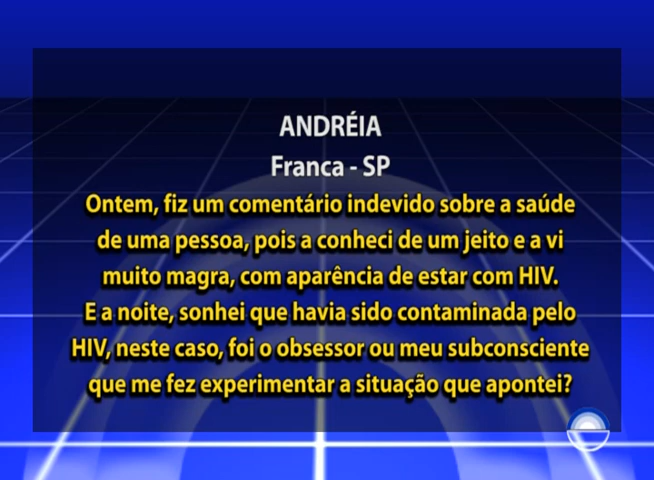 ANDRÉIA
Franca - SP
Ontem, fiz um comentário indevido sobre a saúde
de uma pessoa, pois a conheci de um jeito e a vi
muito magra, com aparência de estar com HIV.
E a noite, sonhei que havia sido contaminada pelo
HIV, neste caso, foi o obsessor ou meu subconsciente
que me fez experimentar a situação que apontei?